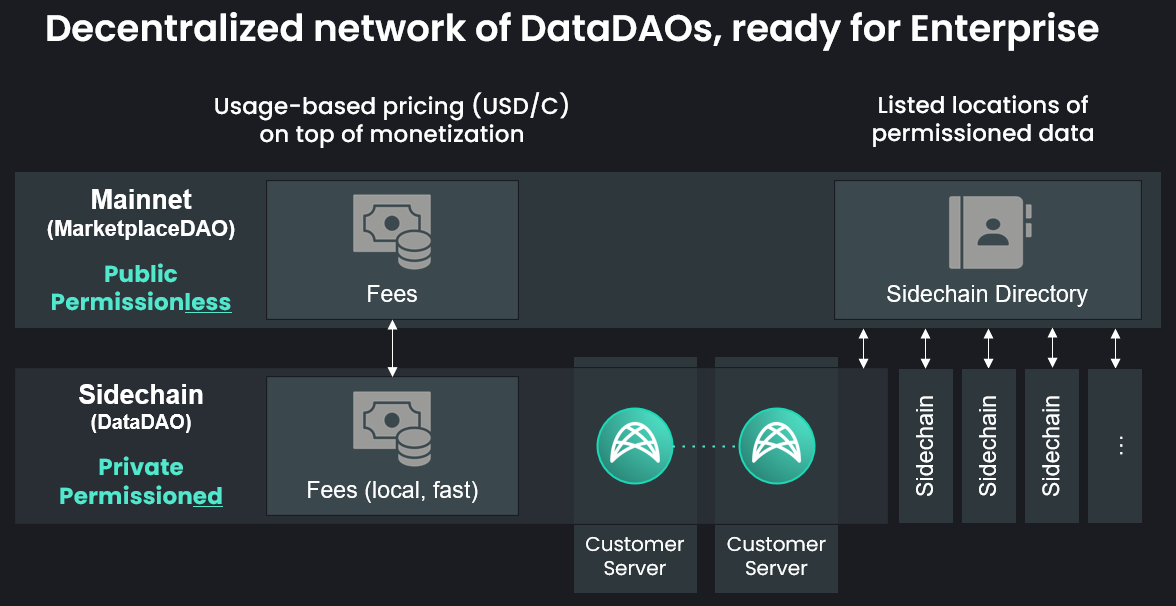 Decentralized network of DataDAOs, ready for Enterprise
Usage-based pricing (USD/C)
on top of monetization
Listed locations of
permissioned data
Mainnet
(MarketplaceDAO)
Public
Permissionless
Fees
Sidechain Directory
Sidechain
(DataDAO)
Private
Permissioned
Fees (local, fast)
Customer
Server
Customer
Server
Sidechain
Sidechain
Sidechain
...